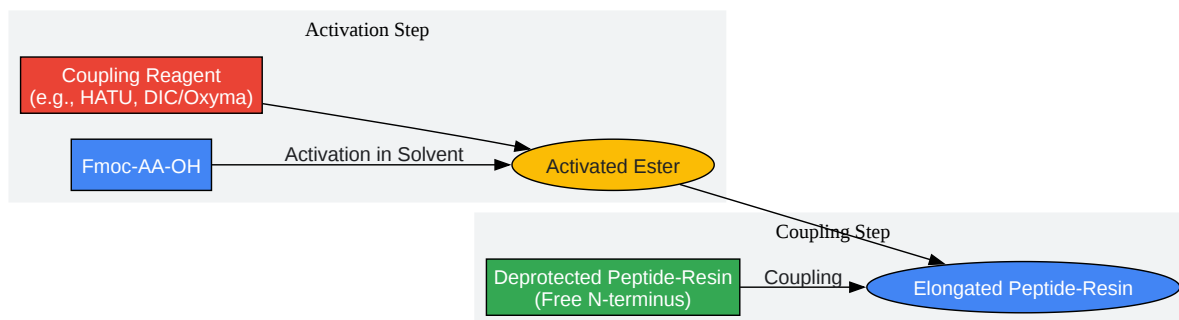 Activation Step
Coupling Reagent
(e.g., HATU, DIC/Oxyma)
Fmoc-AA-OH
Activation in Solvent
Activated Ester
Coupling Step
Deprotected Peptide-Resin
(Free N-terminus)
Coupling
Elongated Peptide-Resin